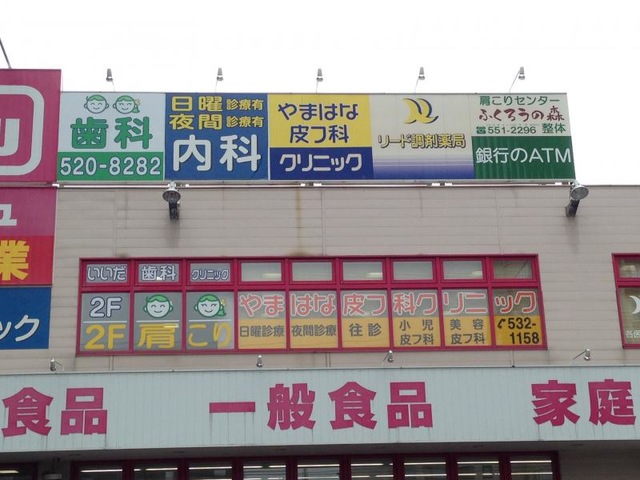 歯科
520-8282
日曜 診療有
夜間 診療有
内科
やまはな
皮フ科
クリニック
リード調剤薬局
肩こりセンター
ふくろうの森
☎551-2296 整体
銀行のATM
業
ック
いいだ 歯科 クリニック
2F
2F 肩こり
やまはな皮フ科クリニック
日曜診療 夜間診療 往診 小児皮フ科 美容皮フ科
532-1158
食品 一般食品 家庭